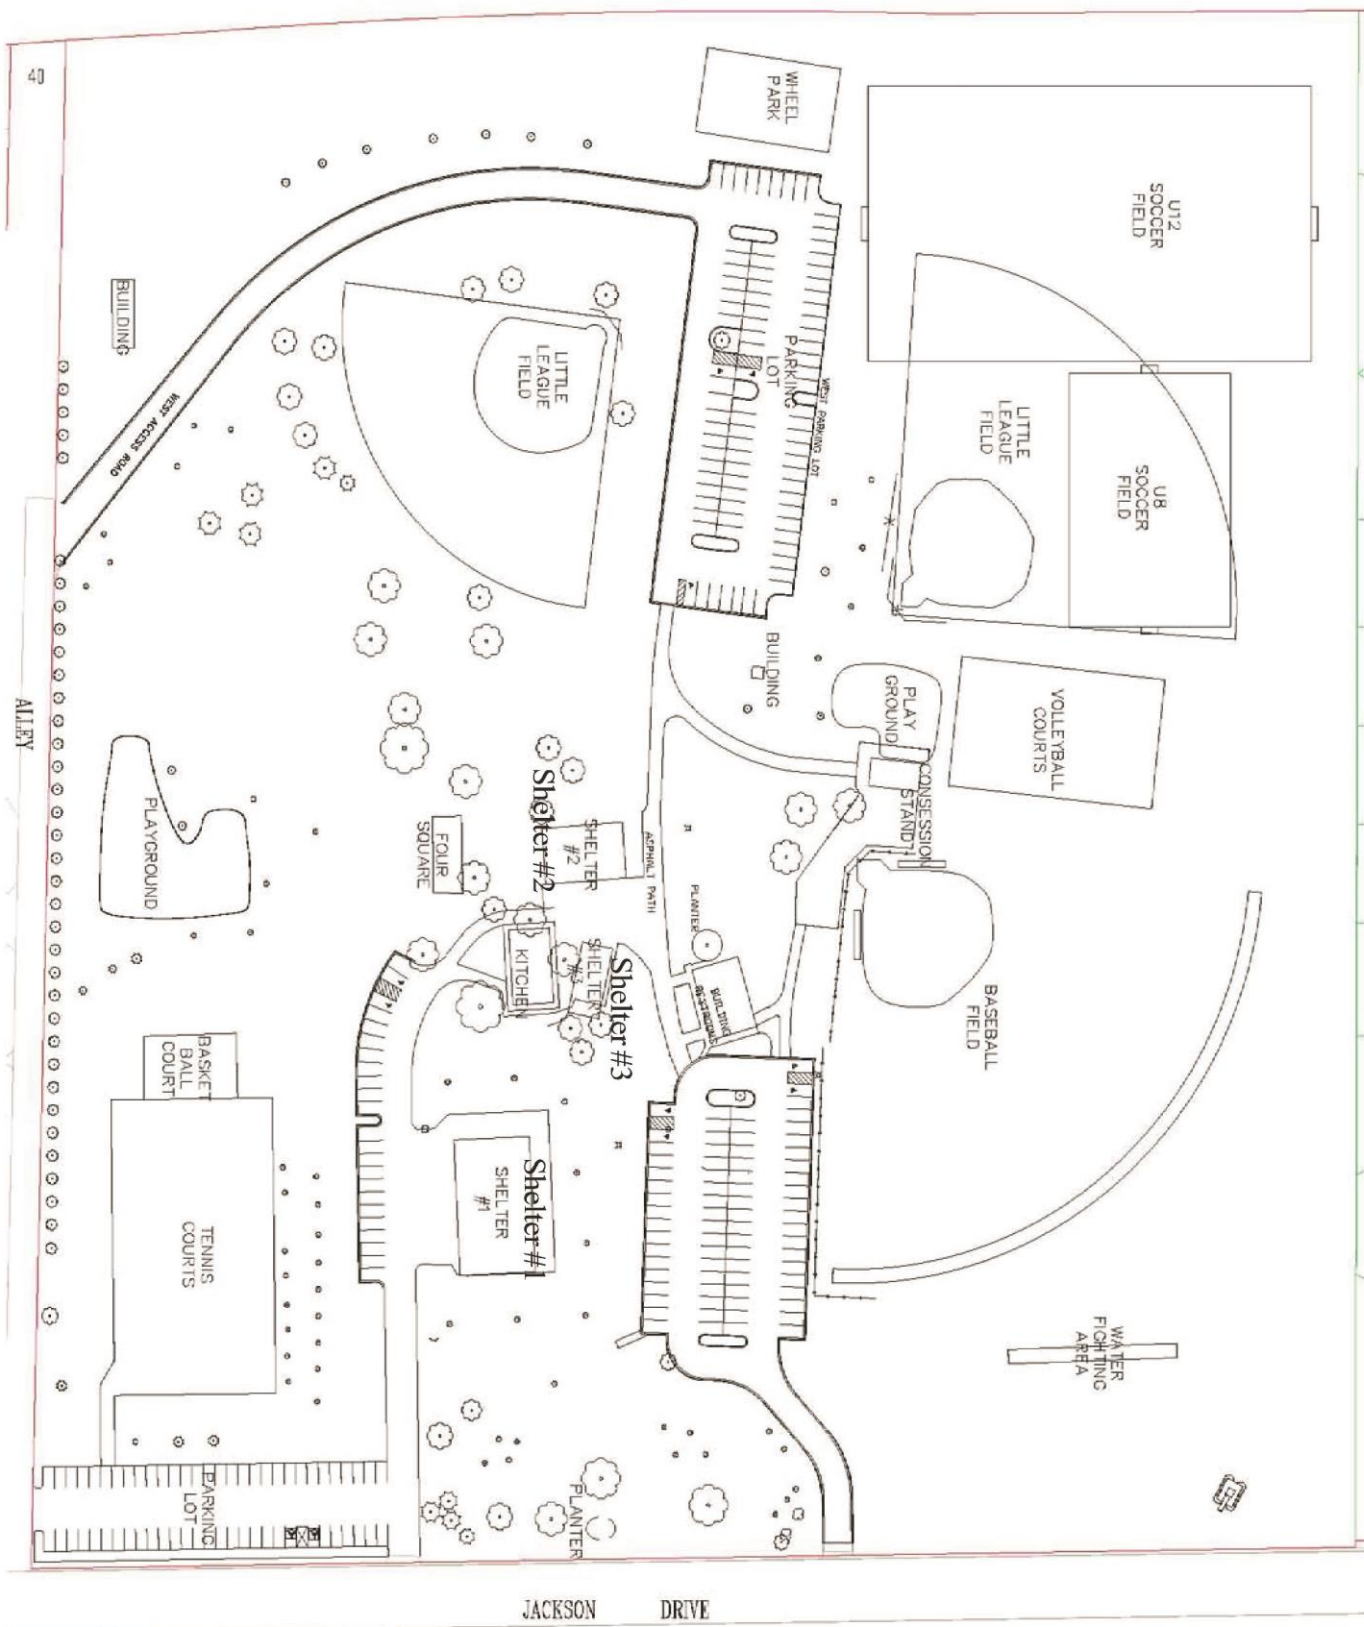 40
WHEEL
PARK
U12
SOCCER
FIELD
BUILDING
LITTLE
LEAGUE
FIELD
PARKING
LOT
WEST PARKING LOT
LITTLE
LEAGUE
FIELD
U8
SOCCER
FIELD
WEST ACCESS ROAD
BUILDING
PLAY
GROUND
VOLLEYBALL
COURTS
ALLEY
PLAYGROUND
FOUR
SQUARE
Shelter #2
SHELTER
#2
ASPHALT PATH
CONSESSION
STAND
PLANTER
KITCHEN
SHELTER
#3
Shelter #3
BUILDING
RESTROOMS
BASEBALL
FIELD
BASKET
BALL
COURT
TENNIS
COURTS
SHELTER
#1
Shelter #1
WATER
FIGHTING
AREA
PARKING
LOT
PLANTER
JACKSON DRIVE